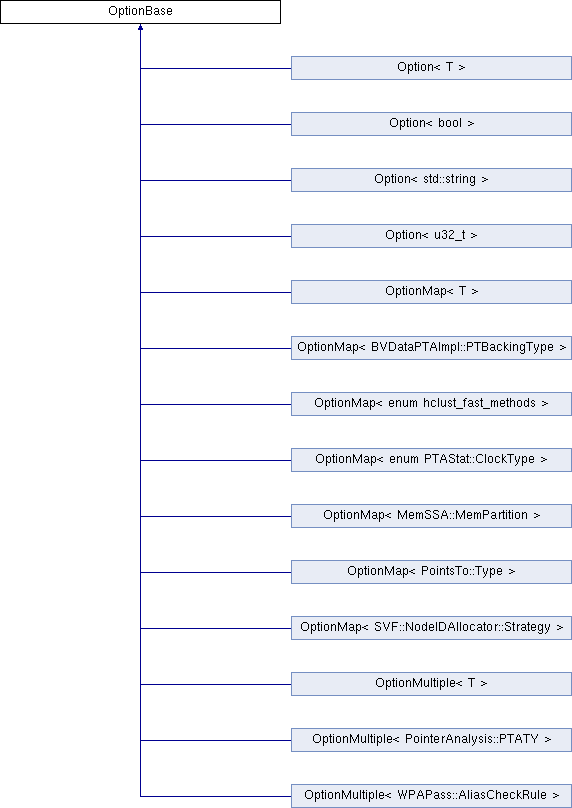 OptionBase
Option< T >
Option< bool >
Option< std::string >
Option< u32_t >
OptionMap< T >
OptionMap< BVDataPTAImpl::PTBackingType >
OptionMap< enum hclust_fast_methods >
OptionMap< enum PTAStat::ClockType >
OptionMap< MemSSA::MemPartition >
OptionMap< PointsTo::Type >
OptionMap< SVF::NodeIDAllocator::Strategy >
OptionMultiple< T >
OptionMultiple< PointerAnalysis::PTATY >
OptionMultiple< WPAPass::AliasCheckRule >